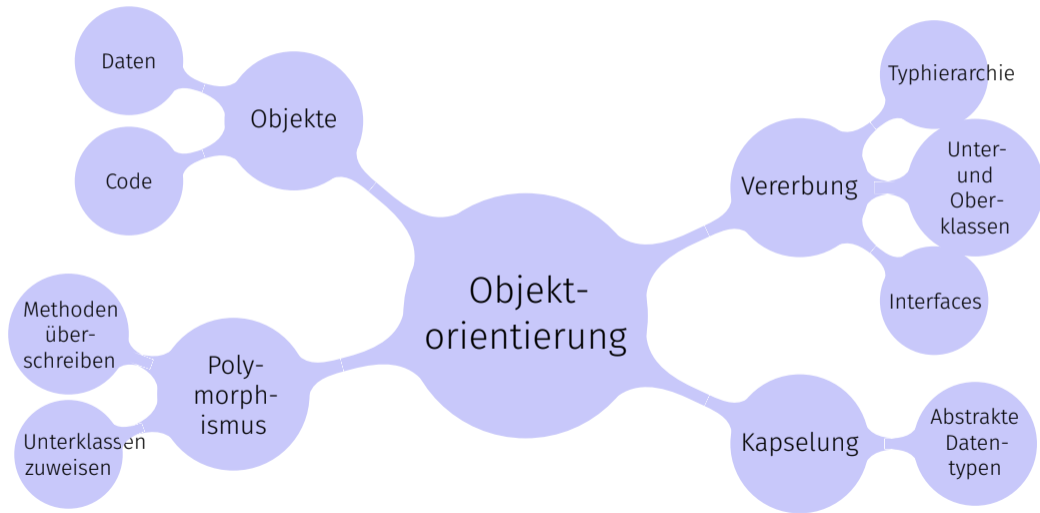 Daten
Objekte
Code
Methoden
über-
schreiben
Poly-
morph-
ismus
Unterklassen
zuweisen
Objekt-
orientierung
Typhierarchie
Vererbung
Unter-
und
Ober-
klassen
Interfaces
Kapselung
Abstrakte
Daten-
typen